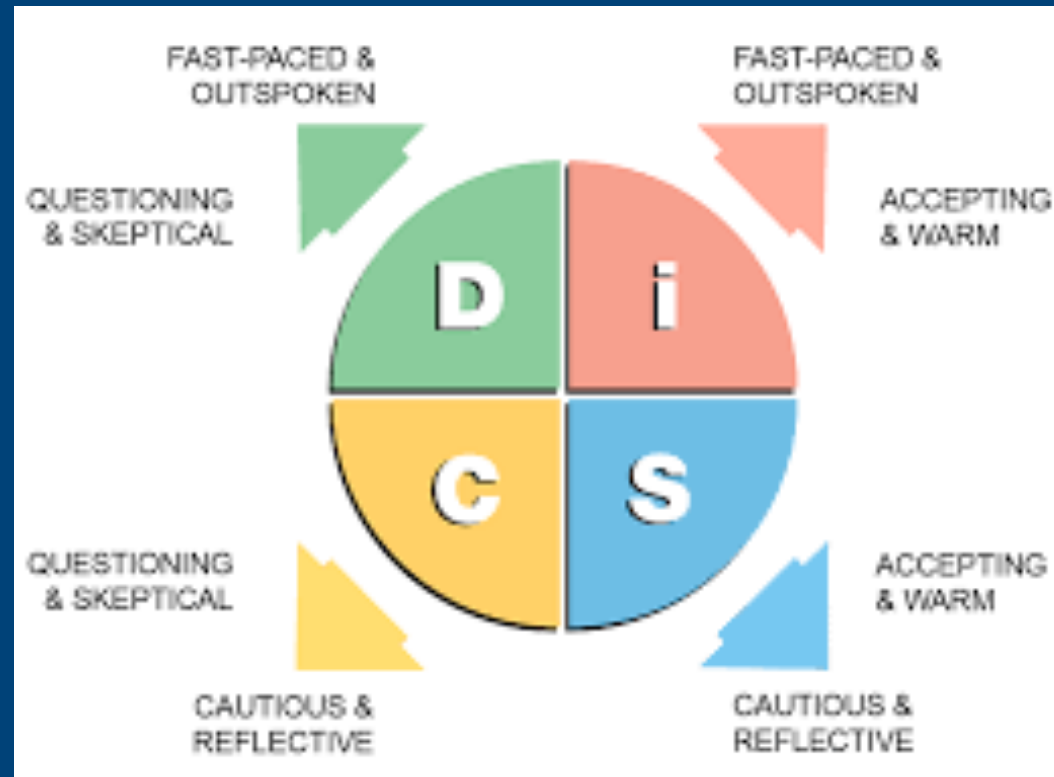 FAST-PACED &
OUTSPOKEN
FAST-PACED &
OUTSPOKEN
QUESTIONING
& SKEPTICAL
ACCEPTING
& WARM
D
i
C
S
QUESTIONING
& SKEPTICAL
ACCEPTING
& WARM
CAUTIOUS &
REFLECTIVE
CAUTIOUS &
REFLECTIVE